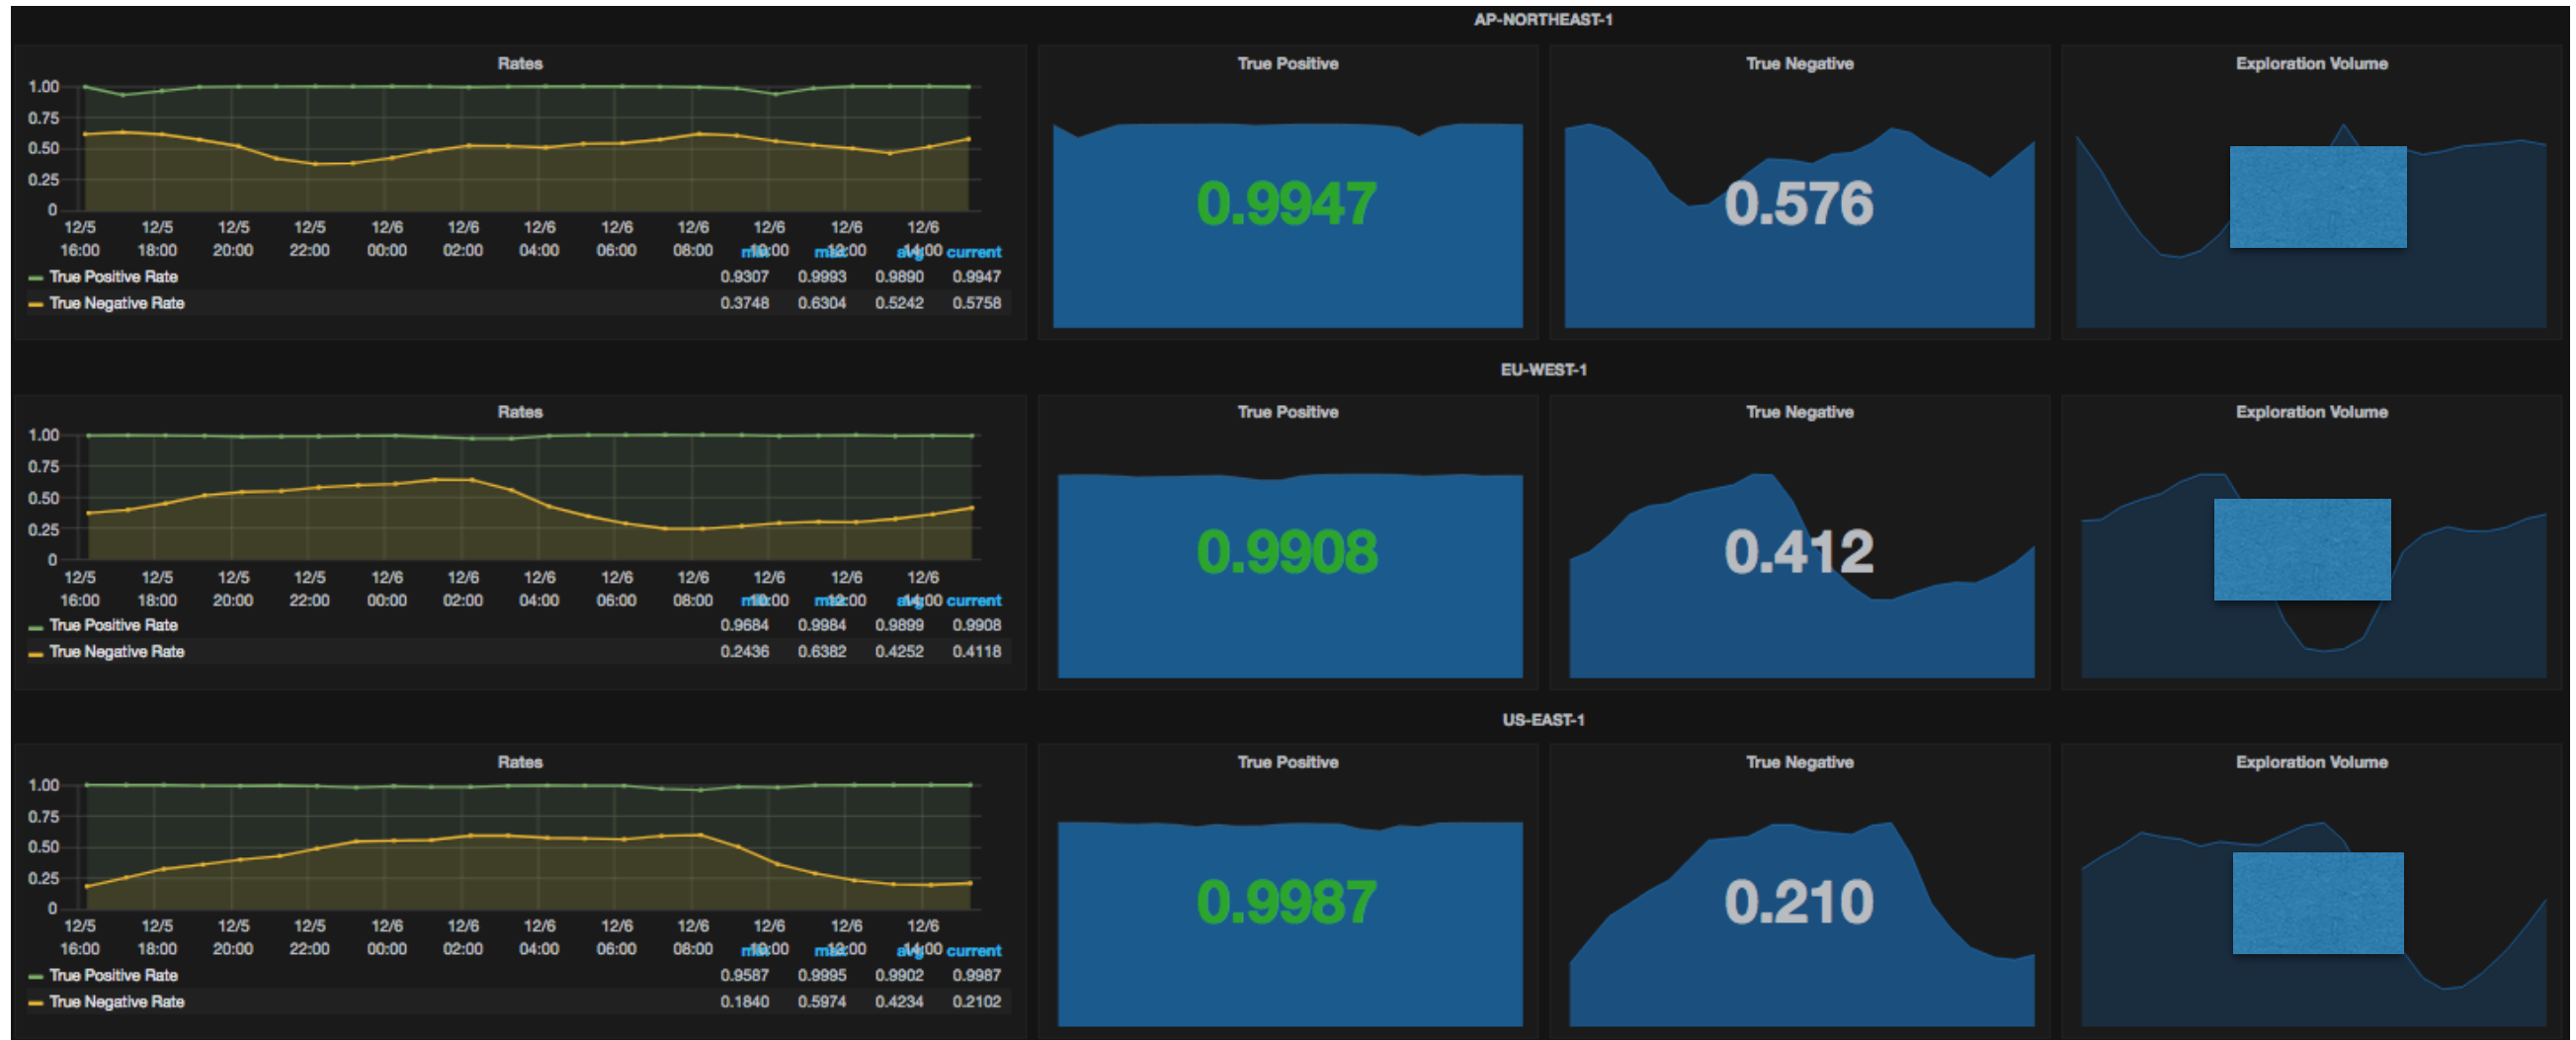 AP-NORTHEAST-1
Rates
1.00
0.75
0.50
0.25
0
12/5 12/5 12/5 12/5 12/6 12/6 12/6 12/6 12/6 12/6 12/6 12/6
16:00 18:00 20:00 22:00 00:00 02:00 04:00 06:00 08:00
current
True Positive Rate 0.9307 0.9993 0.9890 0.9947
True Negative Rate 0.3748 0.6304 0.5242 0.5758
True Positive
0.9947
True Negative
0.576
Exploration Volume
EU-WEST-1
Rates
1.00
0.75
0.50
0.25
0
12/5 12/5 12/5 12/5 12/6 12/6 12/6 12/6 12/6 12/6 12/6 12/6
16:00 18:00 20:00 22:00 00:00 02:00 04:00 06:00 08:00
current
True Positive Rate 0.9684 0.9984 0.9899 0.9908
True Negative Rate 0.2436 0.6382 0.4252 0.4118
True Positive
0.9908
True Negative
0.412
Exploration Volume
US-EAST-1
Rates
1.00
0.75
0.50
0.25
0
12/5 12/5 12/5 12/5 12/6 12/6 12/6 12/6 12/6 12/6 12/6 12/6
16:00 18:00 20:00 22:00 00:00 02:00 04:00 06:00 08:00
current
True Positive Rate 0.9587 0.9995 0.9902 0.9987
True Negative Rate 0.1840 0.5974 0.4234 0.2102
True Positive
0.9987
True Negative
0.210
Exploration Volume